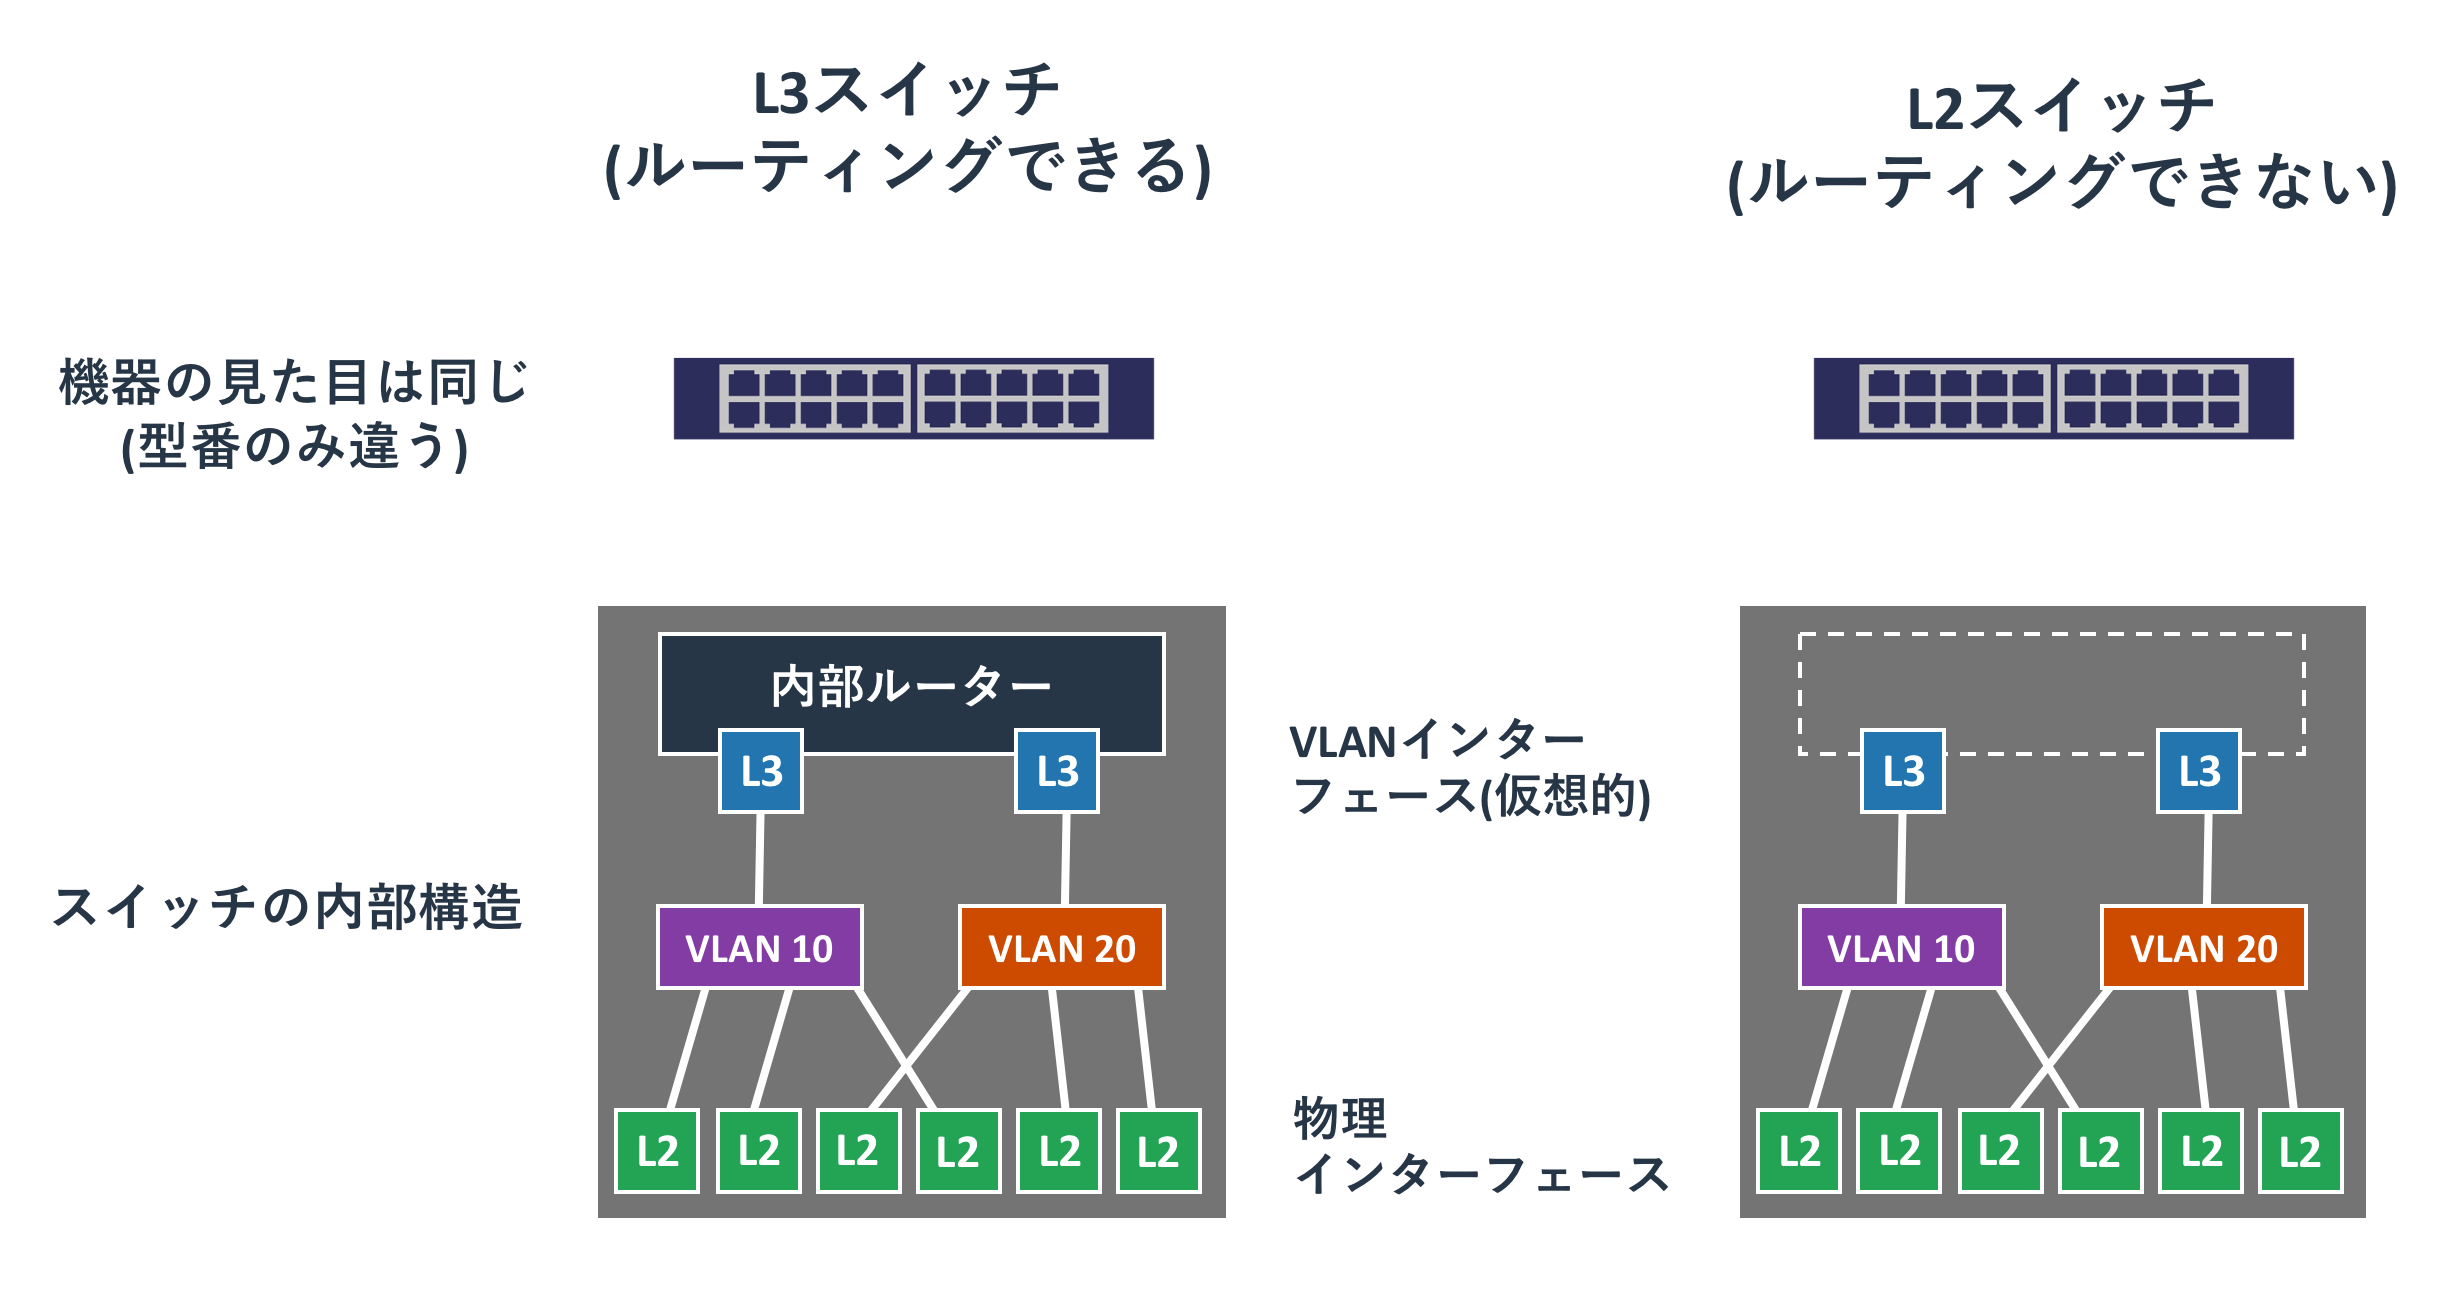 L3スイッチ
(ルーティングできる)
L2スイッチ
(ルーティングできない)
機器の見た目は同じ
(型番のみ違う)
スイッチの内部構造
内部ルーター
L3 L3
VLAN 10 VLAN 20
L2 L2 L2 L2 L2 L2
VLANインター
フェース(仮想的)
物理
インターフェース
L3 L3
VLAN 10 VLAN 20
L2 L2 L2 L2 L2 L2